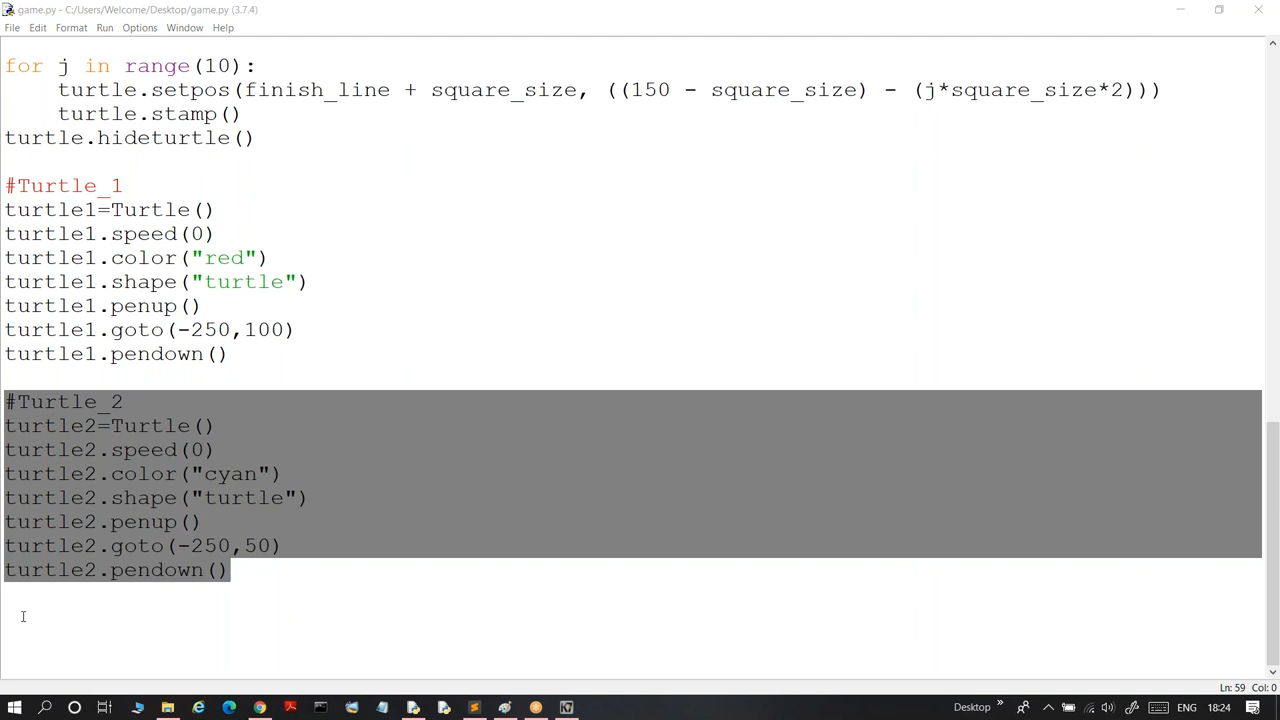 game.py - C:/Users/Welcome/Desktop/game.py (3.7.4)
File Edit Format Run Options Window Help
for j in range(10):
    turtle.setpos(finish_line + square_size, ((150 - square_size) - (j*square_size*2)))
    turtle.stamp()
turtle.hideturtle()
#Turtle_1
turtle1=Turtle()
turtle1.speed(0)
turtle1.color("red")
turtle1.shape("turtle")
turtle1.penup()
turtle1.goto(-250,100)
turtle1.pendown()
#Turtle_2
turtle2=Turtle()
turtle2.speed(0)
turtle2.color("cyan")
turtle2.shape("turtle")
turtle2.penup()
turtle2.goto(-250,50)
turtle2.pendown()
Ln: 59 Col: 0
Desktop » ENG 18:24